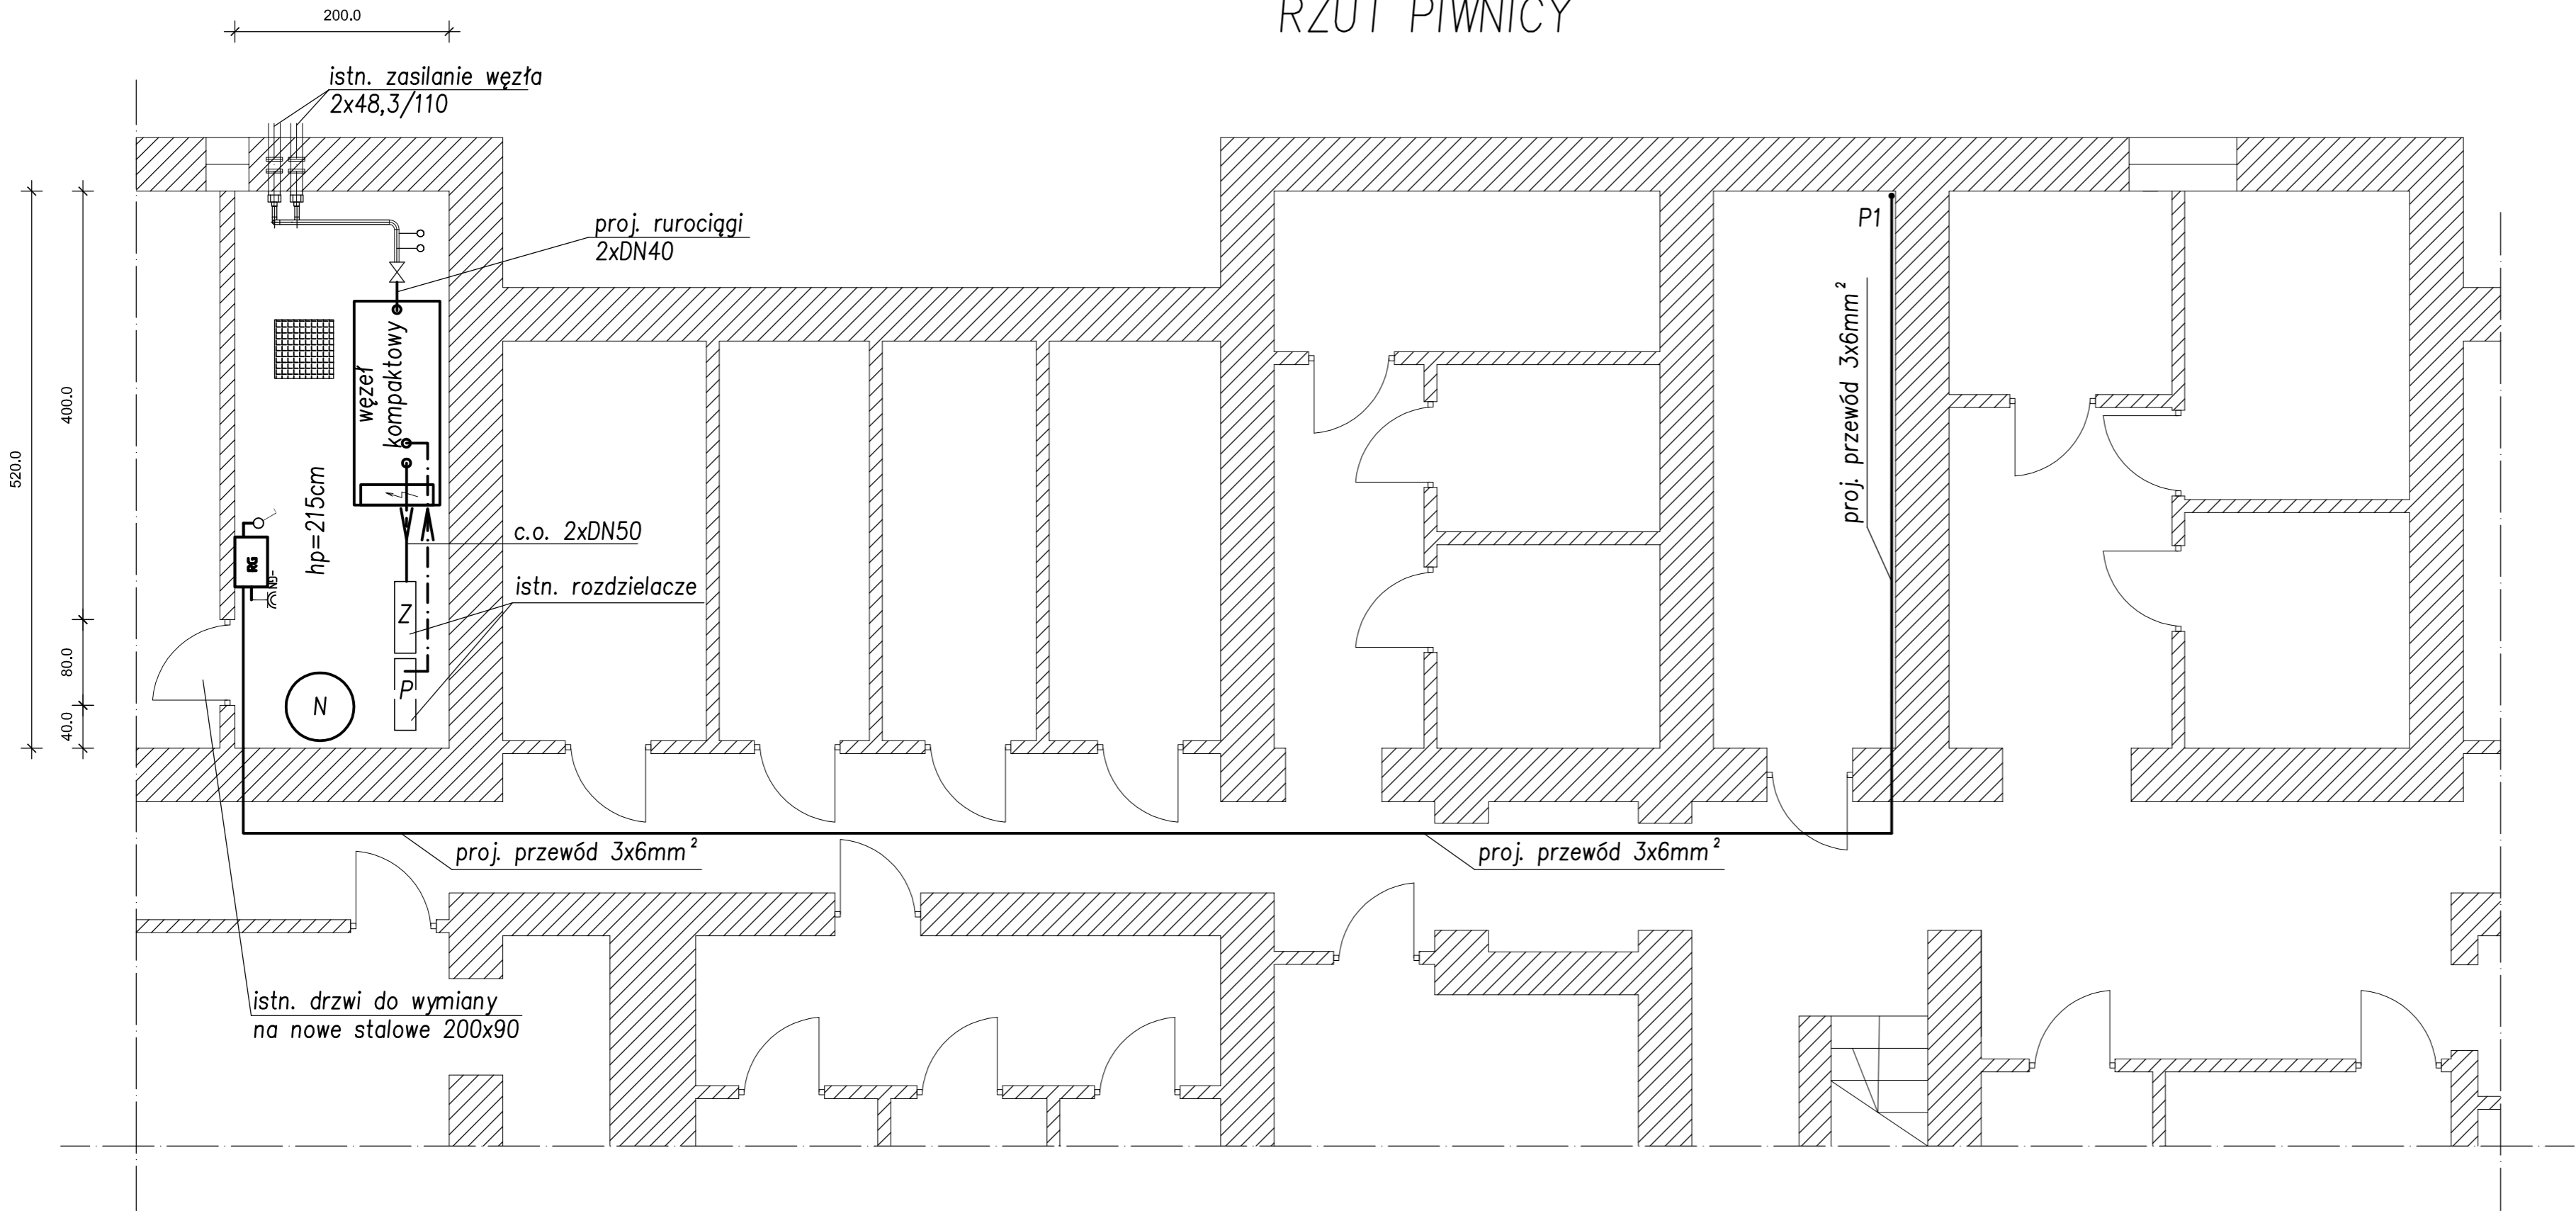 RZUT PIWNICY
200.0
istn. zasilanie węzła
2x48,3/110
proj. rurociągi
2xDN40
P1
proj. przewód 3x6mm²
węzeł
kompaktowy
400.0
520.0
hp=215cm
c.o. 2xDN50
RG
istn. rozdzielacze
Z
80.0
P
N
40.0
proj. przewód 3x6mm²
proj. przewód 3x6mm²
istn. drzwi do wymiany
na nowe stalowe 200x90